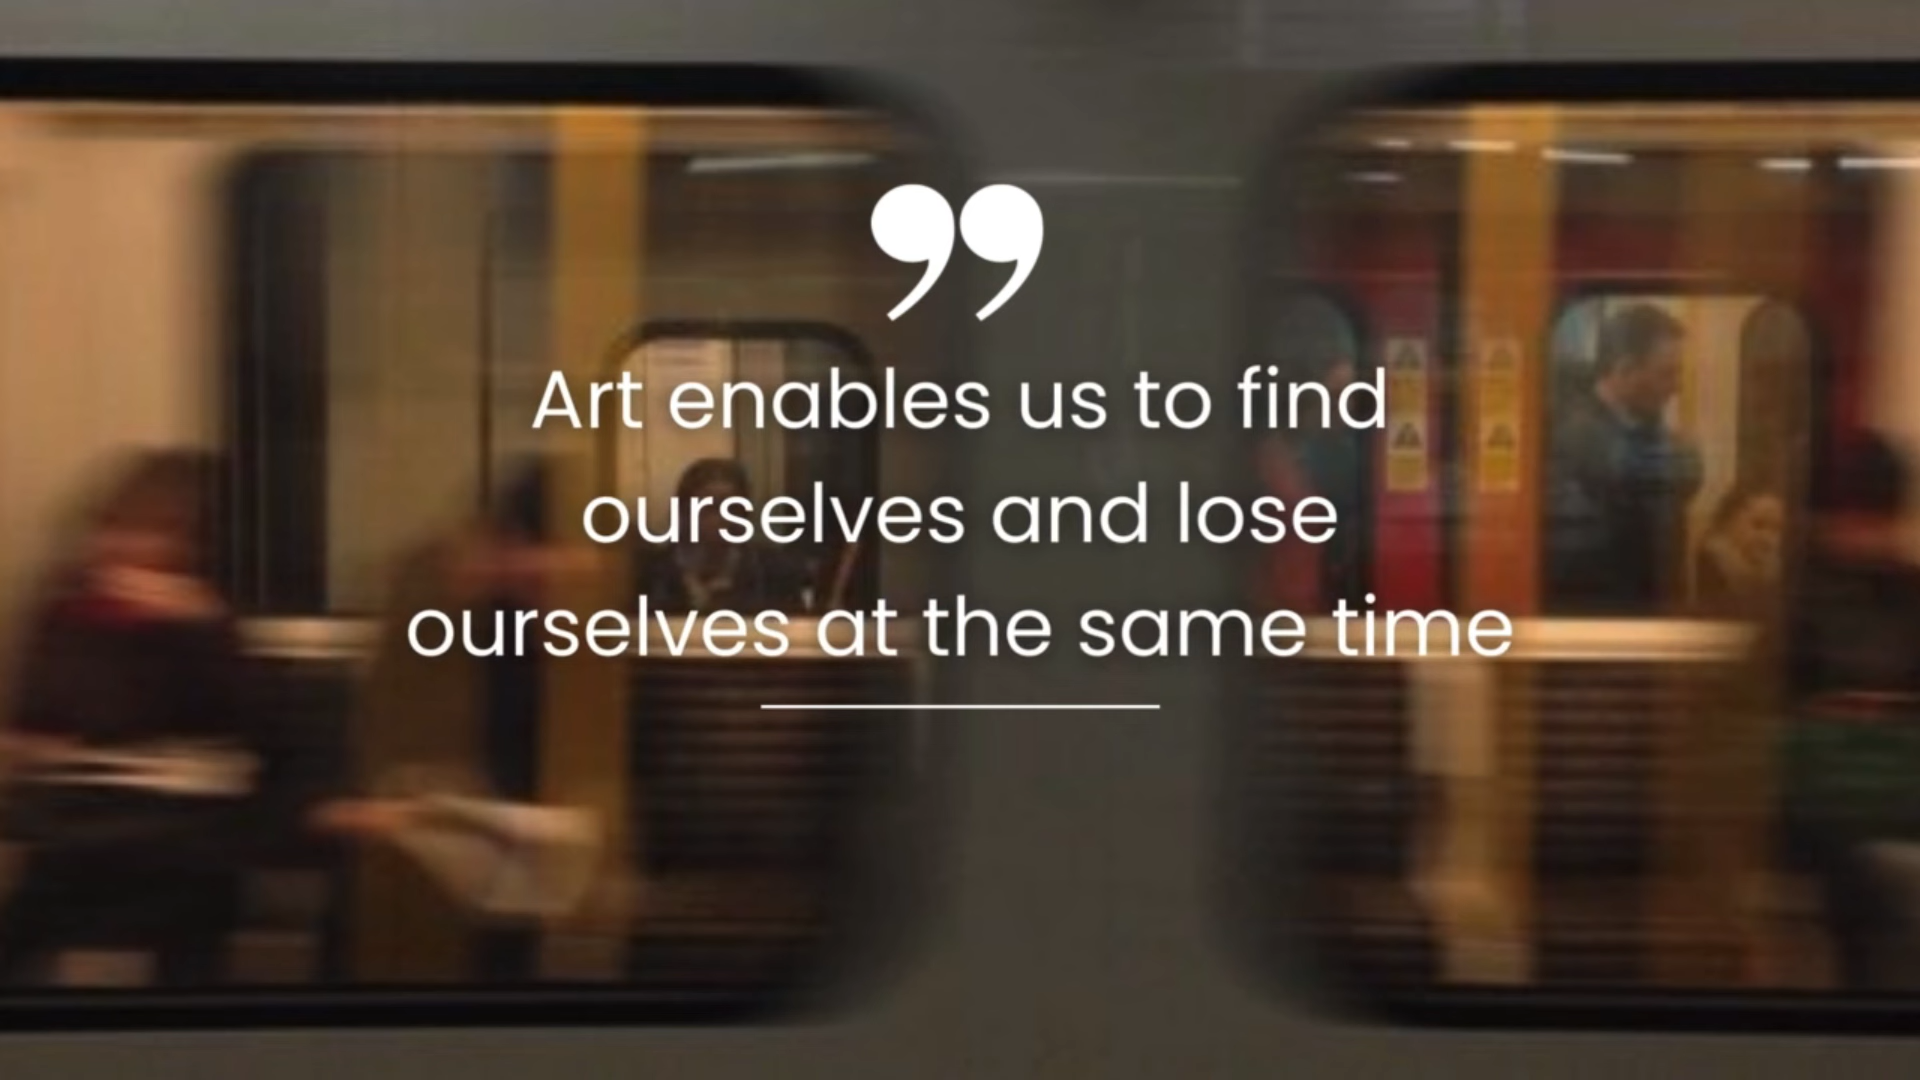 ”
Art enables us to find
ourselves and lose
ourselves at the same time